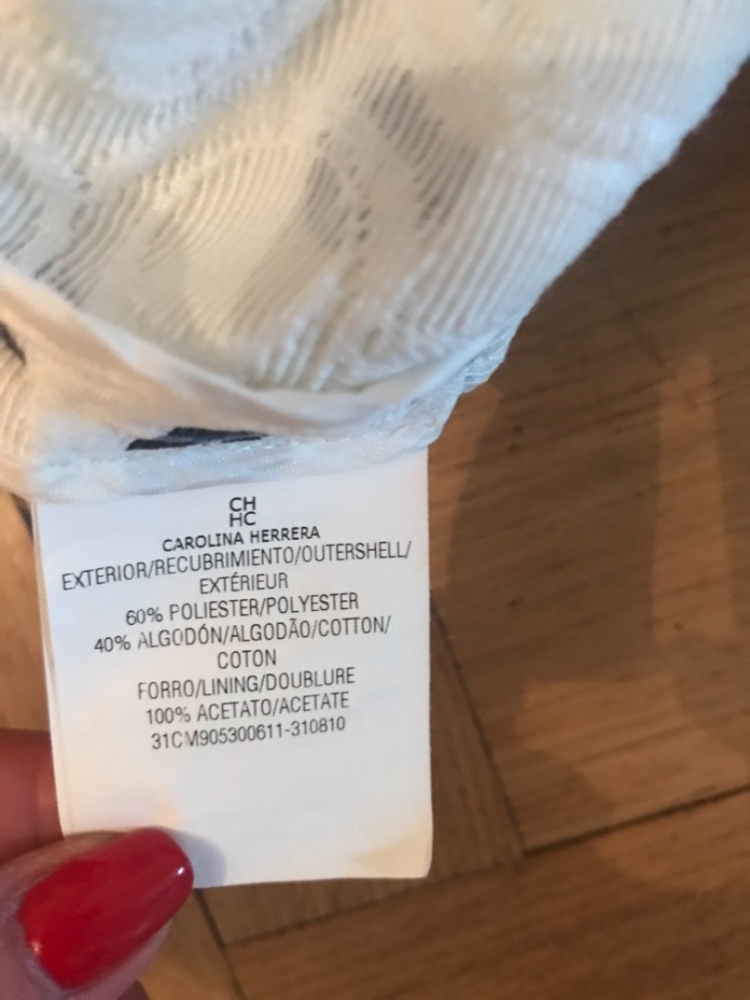 CH
HC
CAROLINA HERRERA
EXTERIOR/RECUBRIMIENTO/OUTERSHELL/
EXTÉRIEUR
60% POLIESTER/POLYESTER
40% ALGODÓN/ALGODÃO/COTTON/
COTON
FORRO/LINING/DOUBLURE
100% ACETATO/ACETATE
31CM905300611-310810